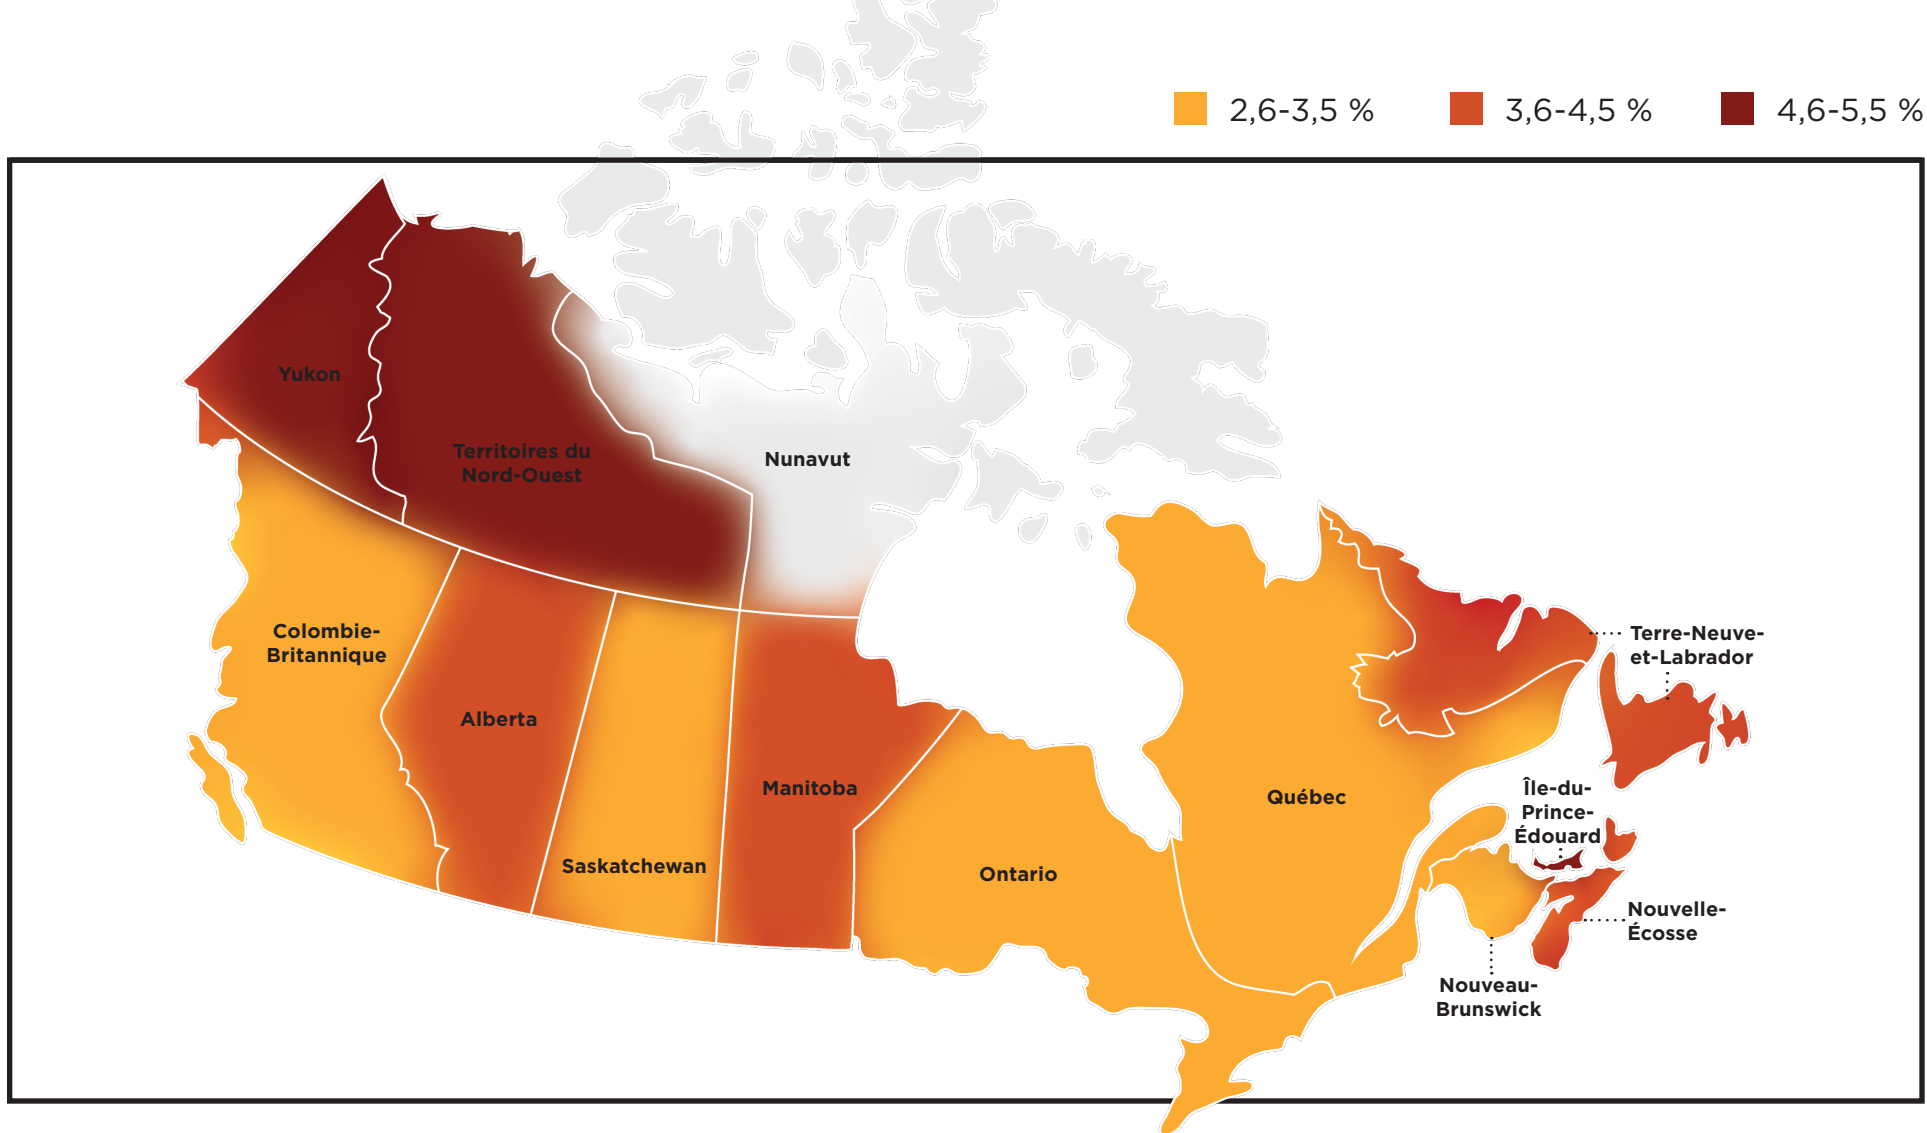 2,6-3,5 %
3,6-4,5 %
4,6-5,5 %
Yukon
Territoires du
Nord-Ouest
Nunavut
Colombie-
Britannique
Alberta
Saskatchewan
Manitoba
Ontario
Québec
Terre-Neuve-
et-Labrador
Île-du-
Prince-
Édouard
Nouvelle-
Écosse
Nouveau-
Brunswick